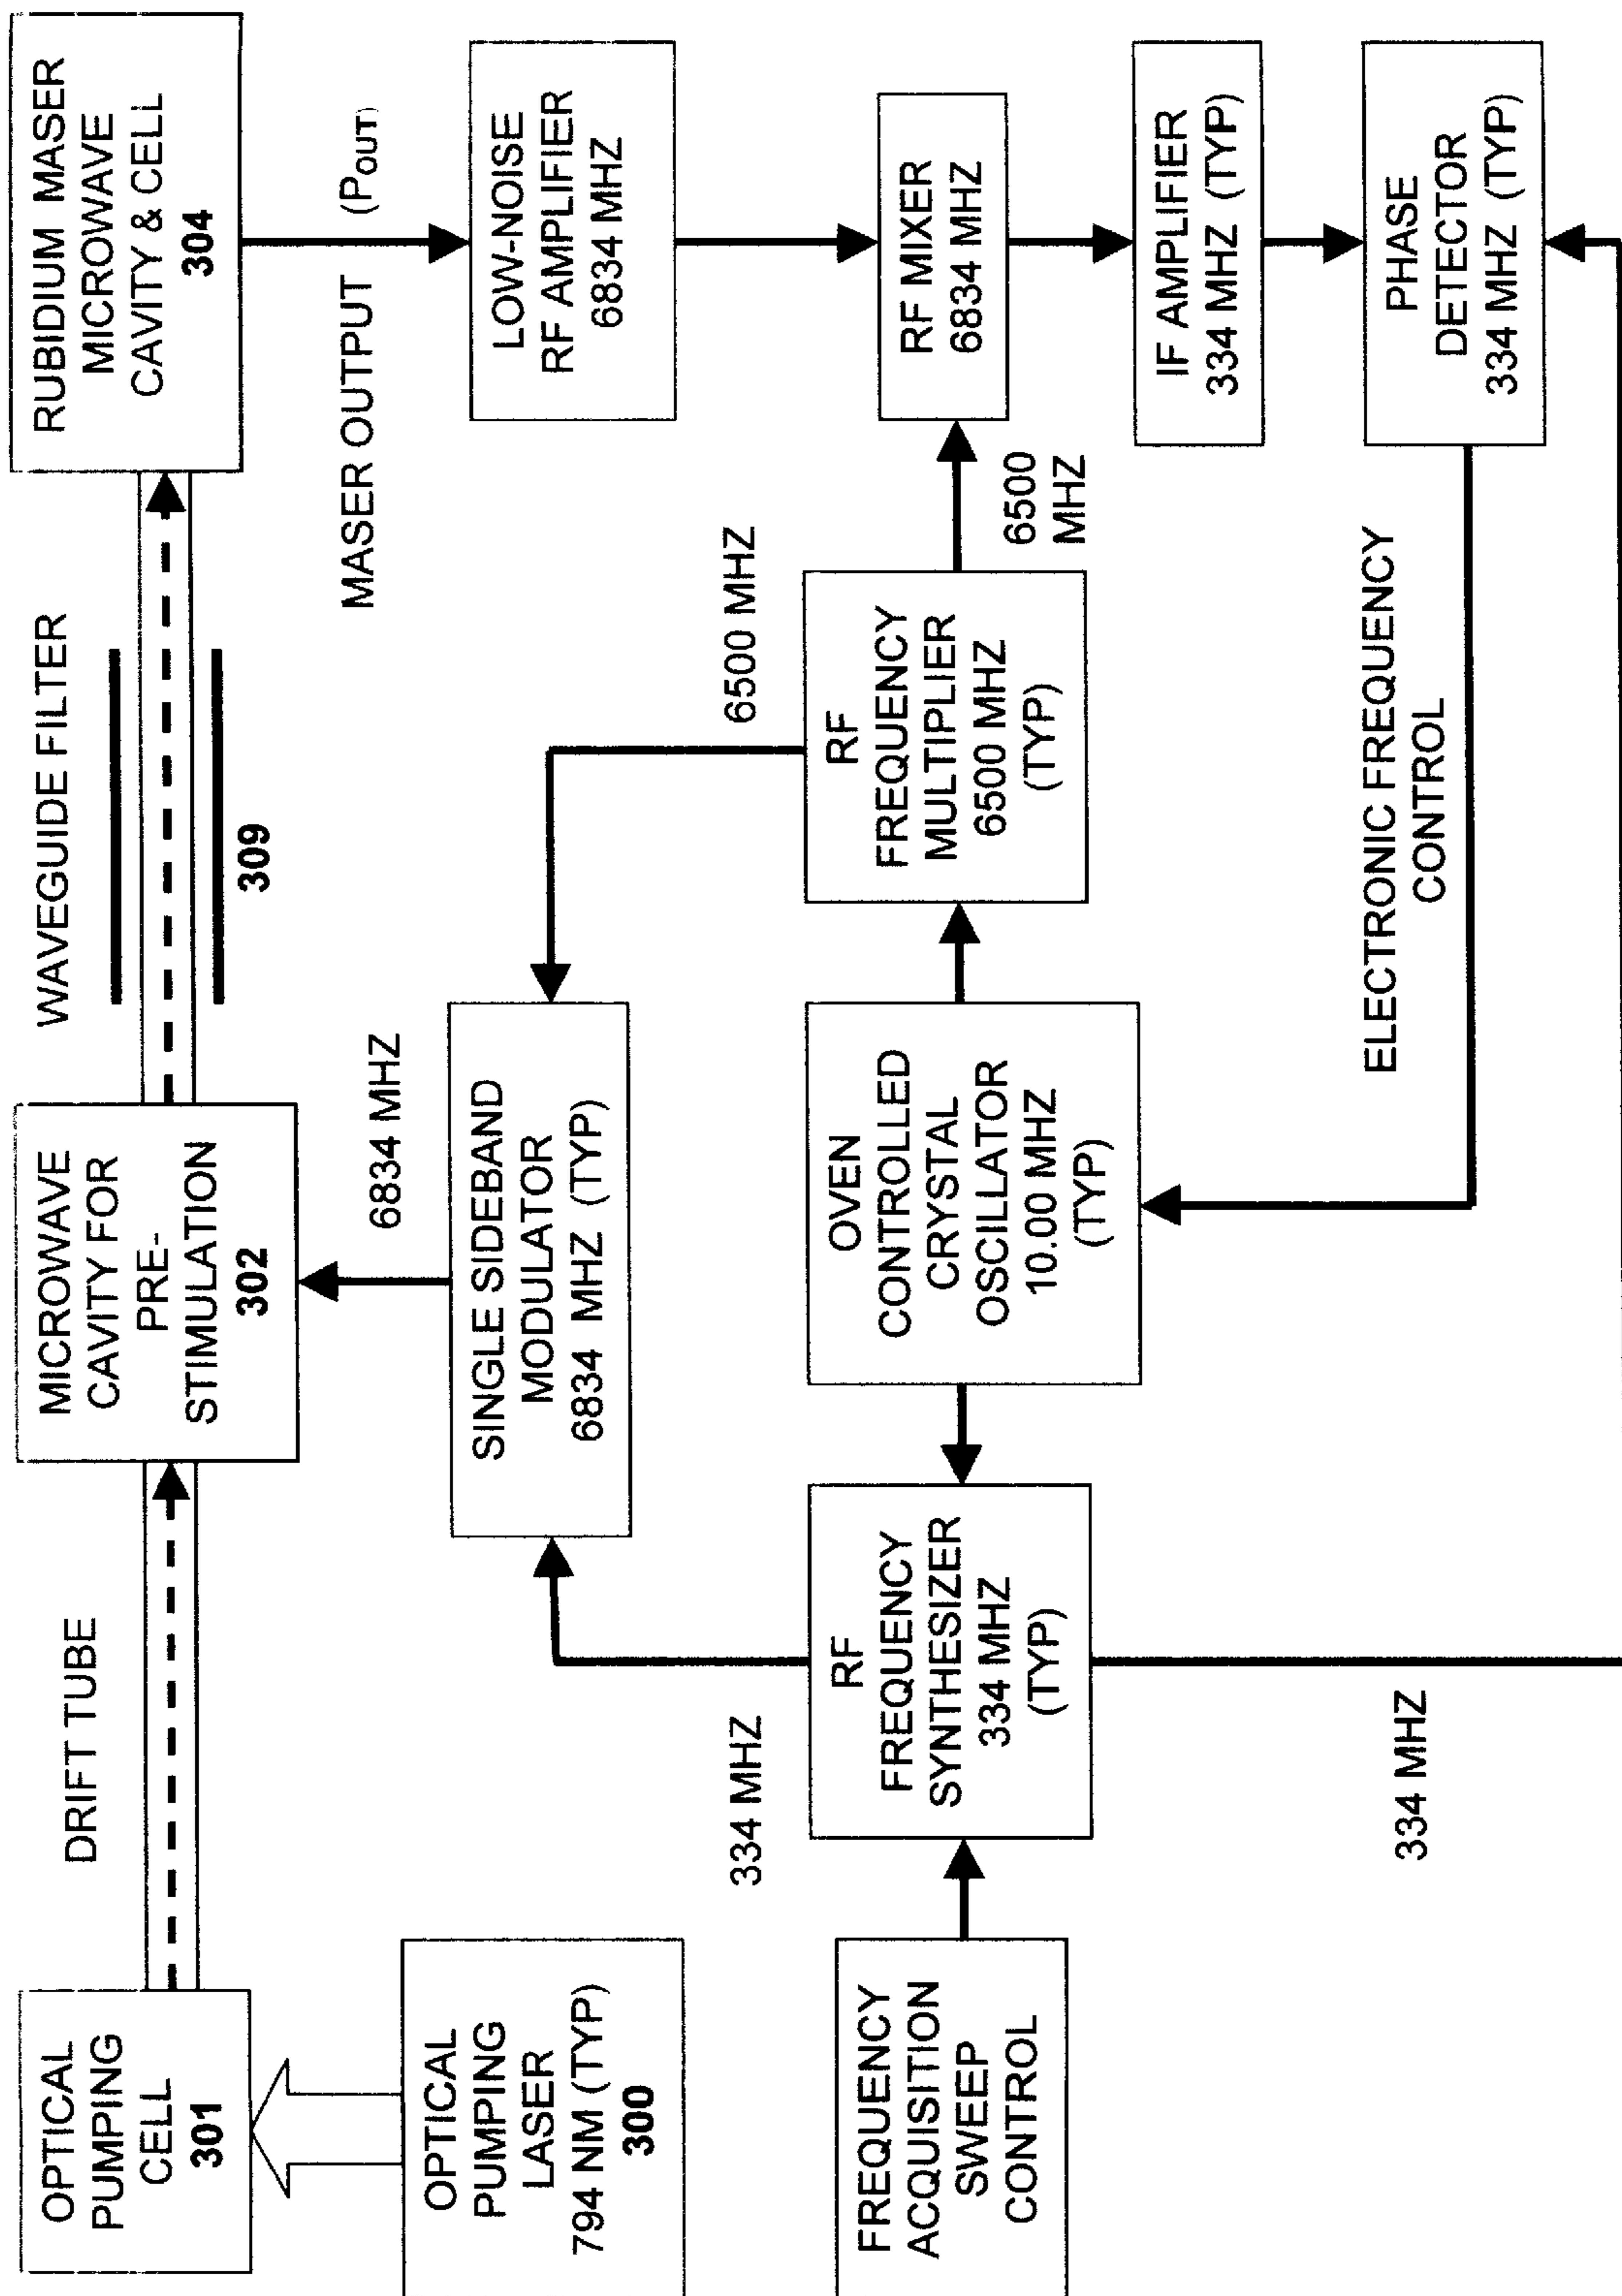 OPTICAL
PUMPING
CELL
301
DRIFT TUBE
MICROWAVE
CAVITY FOR
PRE-
STIMULATION
302
WAVEGUIDE FILTER
309
RUBIDIUM MASER
MICROWAVE
CAVITY & CELL
304
OPTICAL
PUMPING
LASER
794 NM (TYP)
300
6834 MHZ
MASER OUTPUT (POUT)
SINGLE SIDEBAND
MODULATOR
6834 MHZ (TYP)
LOW-NOISE
RF AMPLIFIER
6834 MHZ
334 MHZ
6500 MHZ
FREQUENCY
ACQUISITION
SWEEP
CONTROL
RF
FREQUENCY
SYNTHESIZER
334 MHZ
(TYP)
OVEN
CONTROLLED
CRYSTAL
OSCILLATOR
10.00 MHZ
(TYP)
RF
FREQUENCY
MULTIPLIER
6500 MHZ
(TYP)
6500
MHZ
RF MIXER
6834 MHZ
IF AMPLIFIER
334 MHZ (TYP)
334 MHZ
ELECTRONIC FREQUENCY
CONTROL
PHASE
DETECTOR
334 MHZ (TYP)